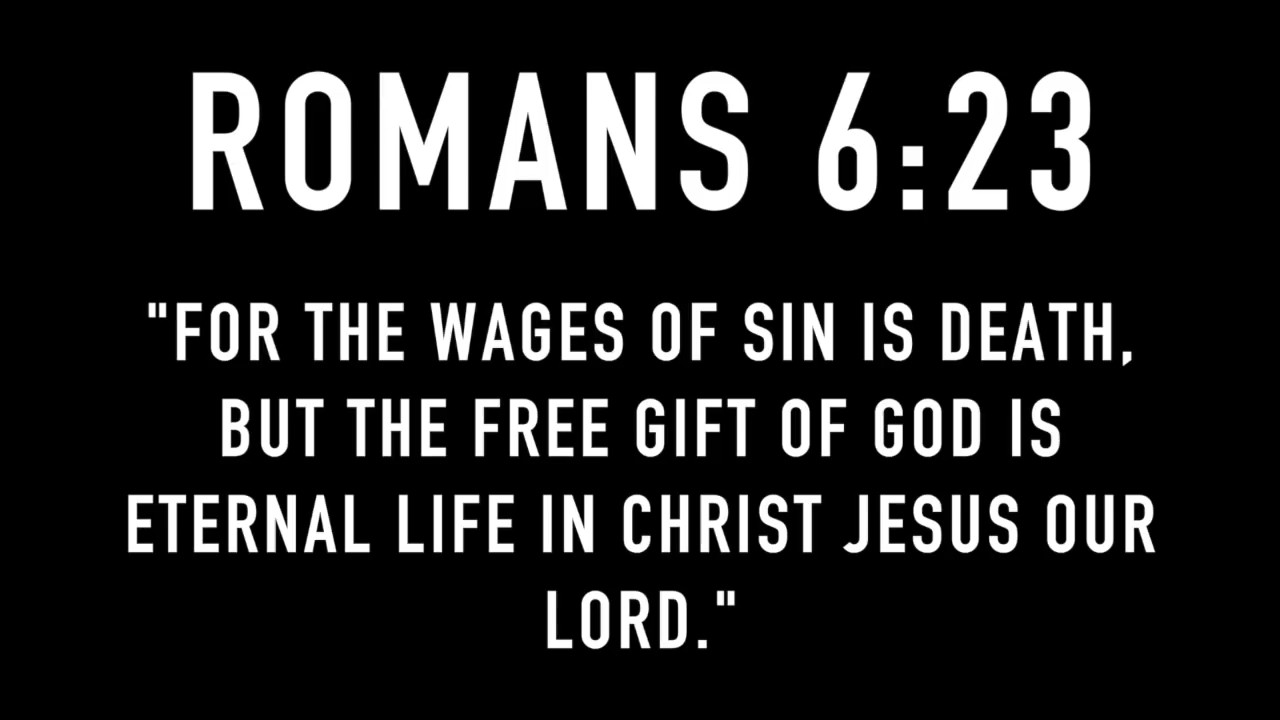 ROMANS 6:23
"FOR THE WAGES OF SIN IS DEATH,
BUT THE FREE GIFT OF GOD IS
ETERNAL LIFE IN CHRIST JESUS OUR
LORD."